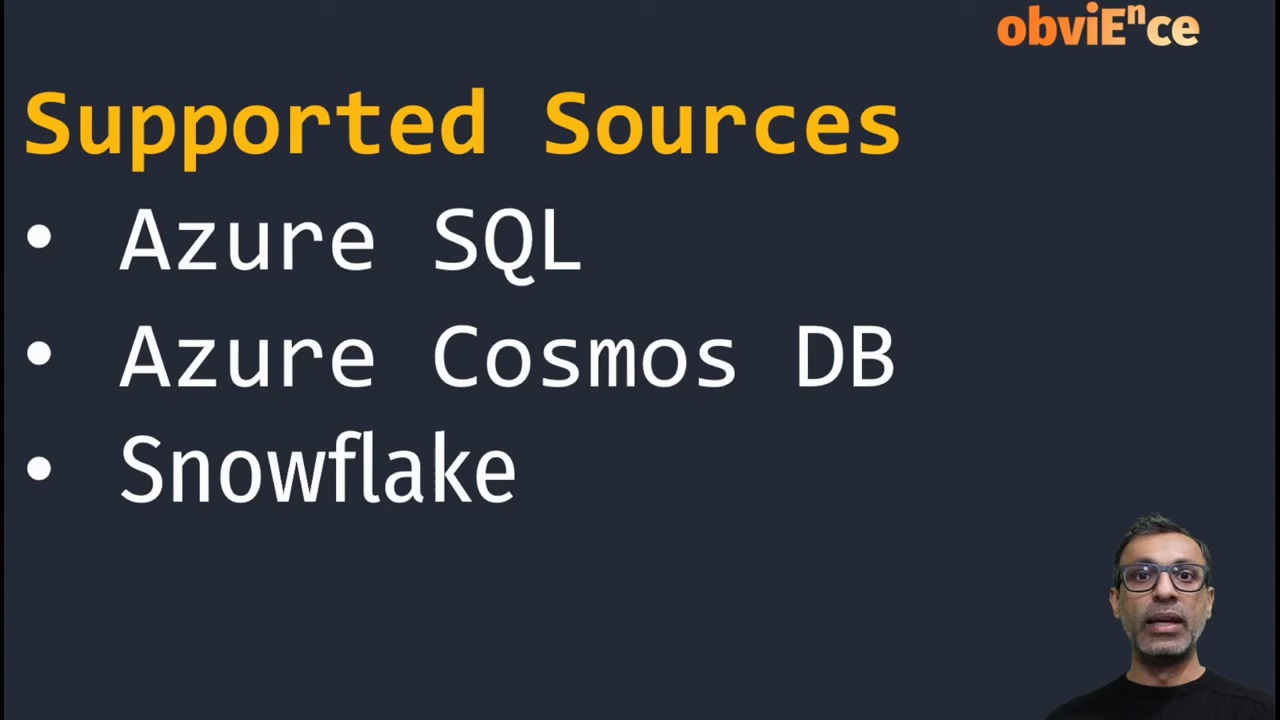 obviEnce
Supported Sources
• Azure SQL
• Azure Cosmos DB
• Snowflake